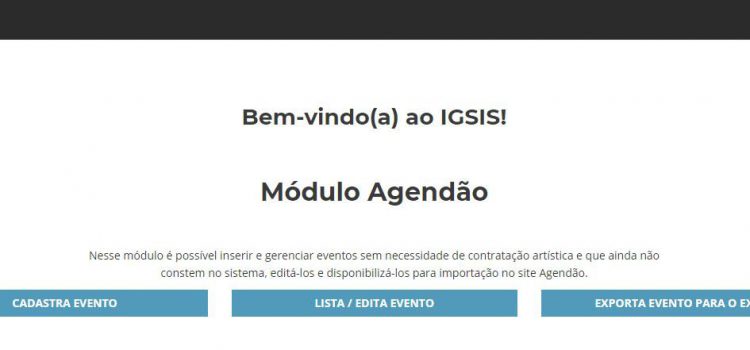 Bem-vindo(a) ao IGSIS!
Módulo Agendão
Nesse módulo é possível inserir e gerenciar eventos sem necessidade de contratação artística e que ainda não
constem no sistema, editá-los e disponibilizá-los para importação no site Agendão.
CADASTRA EVENTO
LISTA / EDITA EVENTO
EXPORTA EVENTO PARA O EX